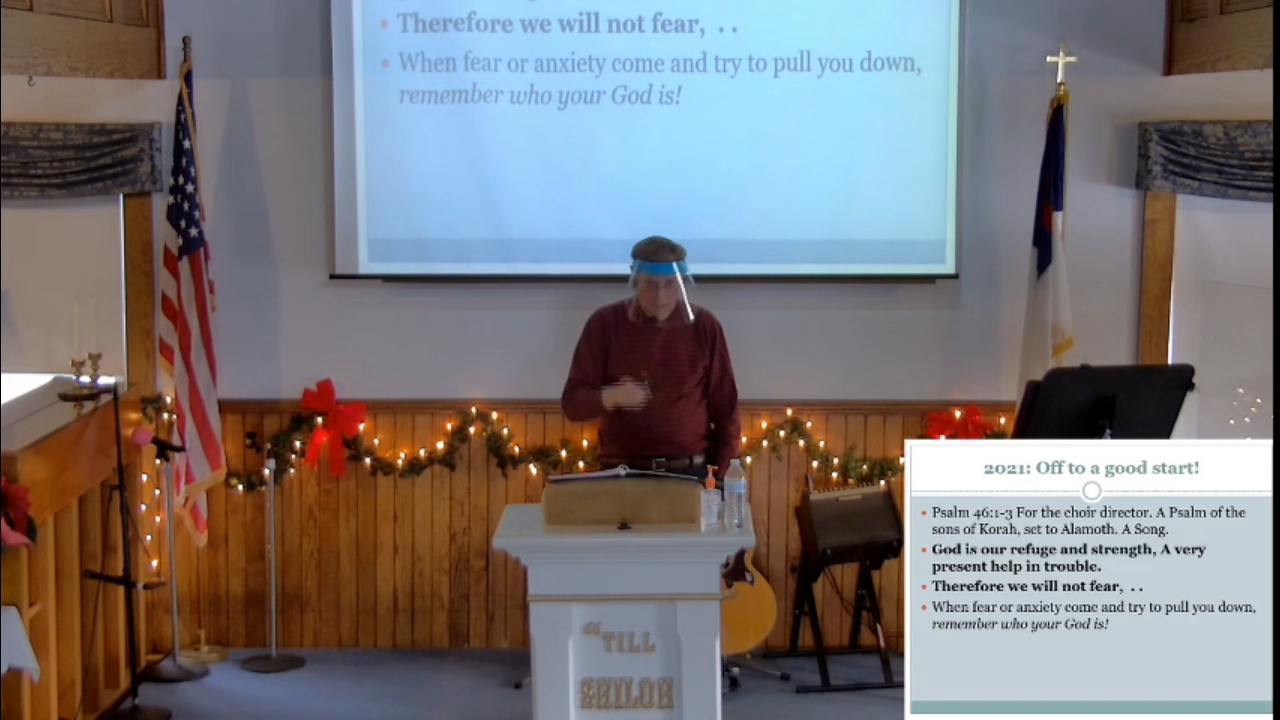 Therefore we will not fear, . .
When fear or anxiety come and try to pull you down,
remember who your God is!
"TILL
SHILOH
2021: Off to a good start!
Psalm 46:1-3 For the choir director. A Psalm of the
sons of Korah, set to Alamoth. A Song.
God is our refuge and strength, A very
present help in trouble.
Therefore we will not fear, . .
When fear or anxiety come and try to pull you down,
remember who your God is!